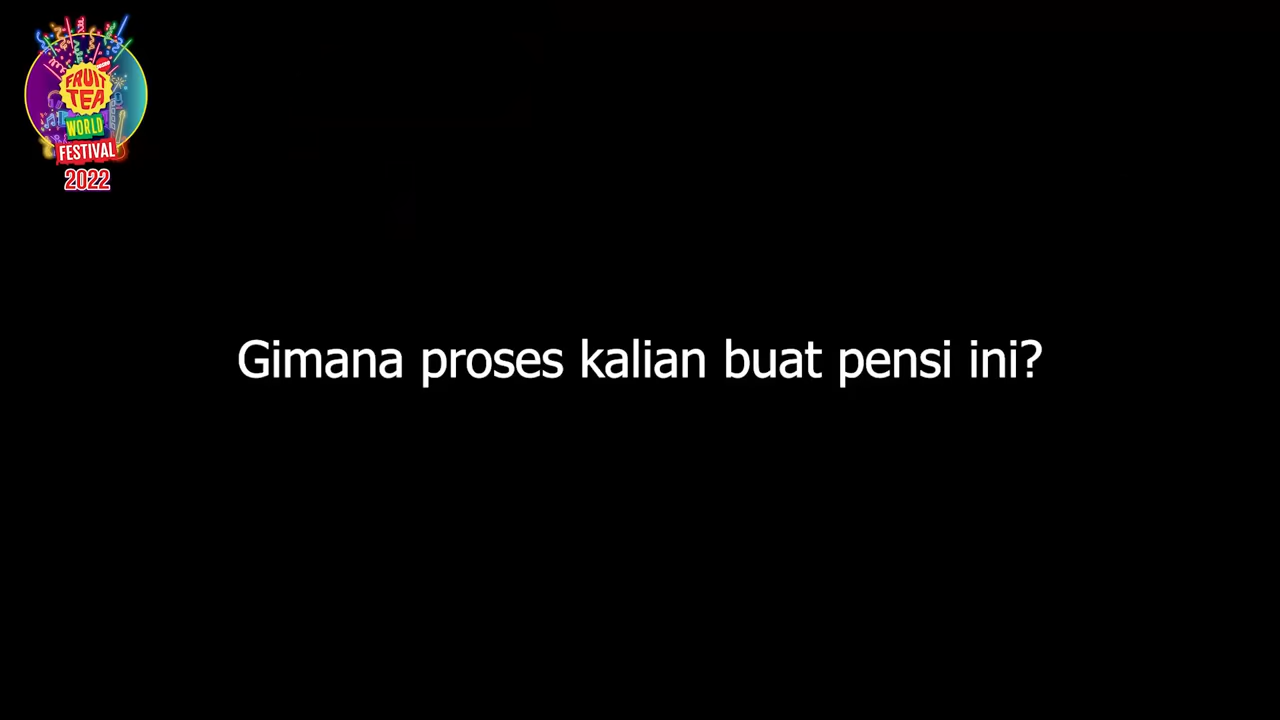 FRUIT
TEA
WORLD
FESTIVAL
2022
Gimana proses kalian buat pensi ini?